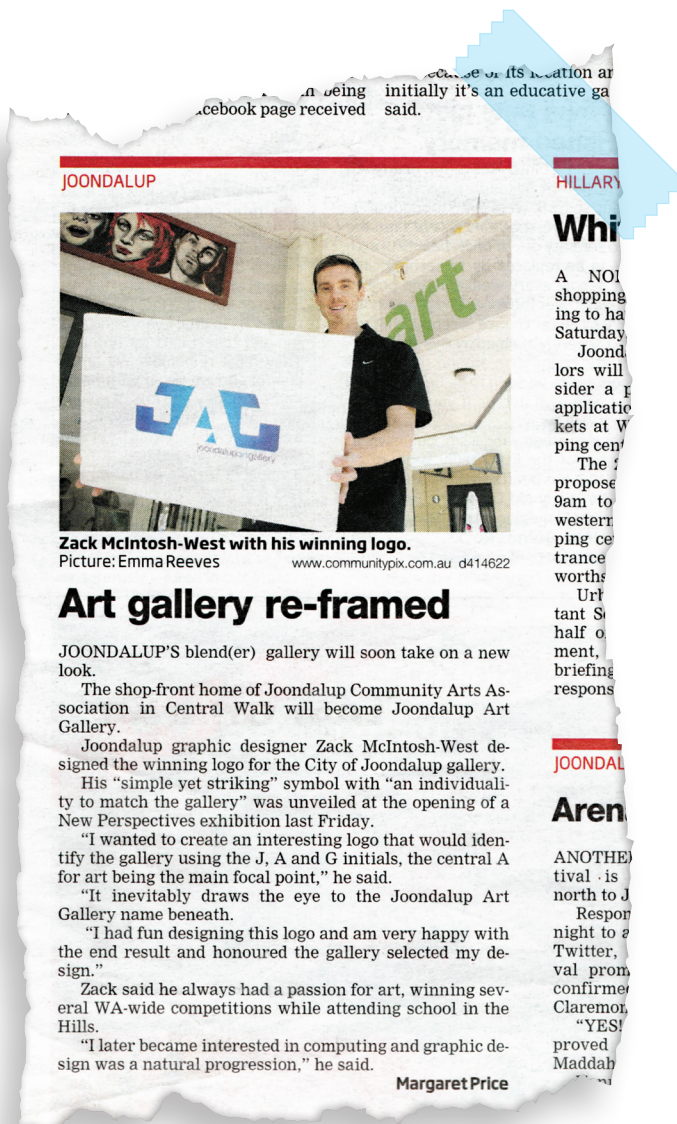 being
facebook page received
because of its location
initially it's an educative
said.
JOONDALUP
art
JAG
joondalupartgallery
Zack McIntosh-West with his winning logo.
Picture: Emma Reeves www.communitypix.com.au d414622
Art gallery re-framed
JOONDALUP'S blend(er) gallery will soon take on a new
look.
The shop-front home of Joondalup Community Arts As-
sociation in Central Walk will become Joondalup Art
Gallery.
Joondalup graphic designer Zack McIntosh-West de-
signed the winning logo for the City of Joondalup gallery.
His “simple yet striking” symbol with “an individuali-
ty to match the gallery” was unveiled at the opening of a
New Perspectives exhibition last Friday.
“I wanted to create an interesting logo that would iden-
tify the gallery using the J, A and G initials, the central A
for art being the main focal point,” he said.
“It inevitably draws the eye to the Joondalup Art
Gallery name beneath.
“I had fun designing this logo and am very happy with
the end result and honoured the gallery selected my de-
sign.”
Zack said he always had a passion for art, winning sev-
eral WA-wide competitions while attending school in the
Hills.
“I later became interested in computing and graphic de-
sign was a natural progression,” he said.
Margaret Price
HILLARY
Whi
A NOI
shopping
ing to ha
Saturday
Joond
lors will
sider a p
applicatio
kets at W
ping cen
The 2
propose
9am to
western
ping ce
trance
worths
Urb
tant Se
half o
ment,
briefing
respons
JOONDAL
Aren
ANOTHE
tival is
north to J
Respon
night to a
Twitter,
val prom
confirme
Claremon
“YES!
proved
Maddah